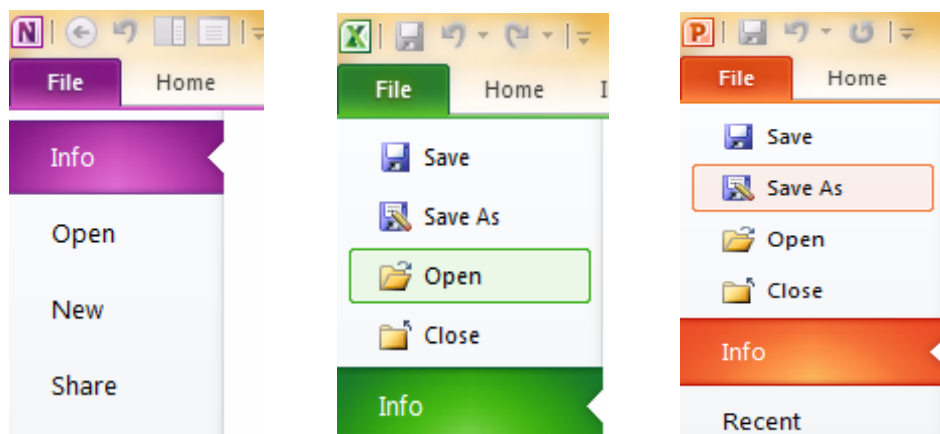 N
File Home
Info
Open
New
Share
X
File Home I
Save
Save As
Open
Close
Info
P
File Home
Save
Save As
Open
Close
Info
Recent